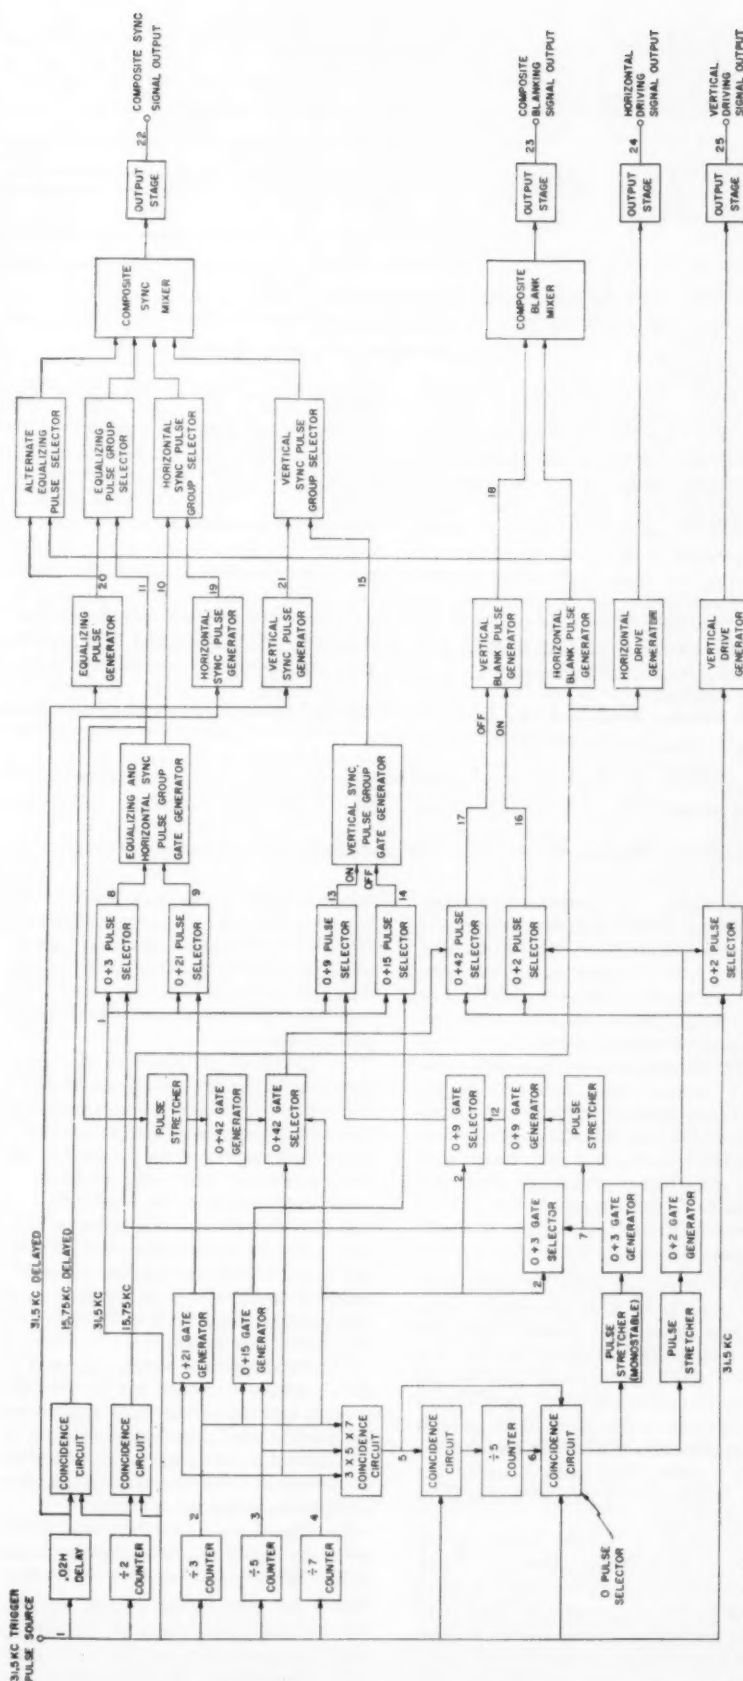 31.5 KC TRIGGER
PULSE SOURCE
1
.02H
DELAY
÷2
COUNTER
÷3
COUNTER
÷5
COUNTER
÷7
COUNTER
2
3
4
31.5 KC DELAYED
15.75 KC DELAYED
31.5 KC
15.75 KC
COINCIDENCE
CIRCUIT
COINCIDENCE
CIRCUIT
0+21 GATE
GENERATOR
0+15 GATE
GENERATOR
3 X 5 X 7
COINCIDENCE
CIRCUIT
5
COINCIDENCE
CIRCUIT
÷5
COUNTER
6
COINCIDENCE
CIRCUIT
0 PULSE
SELECTOR
PULSE
STRETCHER
(MONOSTABLE)
PULSE
STRETCHER
0+3 GATE
GENERATOR
0+2 GATE
GENERATOR
7
2
0+3 GATE
SELECTOR
31.5 KC
PULSE
STRETCHER
0+42 GATE
GENERATOR
0+42 GATE
SELECTOR
2
0+9 GATE
SELECTOR
12
0+9 GATE
GENERATOR
PULSE
STRETCHER
1
0+3 PULSE
SELECTOR
0+21 PULSE
SELECTOR
0+9 PULSE
SELECTOR
0+15 PULSE
SELECTOR
0+42 PULSE
SELECTOR
0+2 PULSE
SELECTOR
0+2 PULSE
SELECTOR
8
9
13
ON
OFF
14
17
16
EQUALIZING AND
HORIZONTAL SYNC
PULSE GROUP
GATE GENERATOR
VERTICAL SYNC
PULSE GROUP
GATE GENERATOR
OFF
ON
EQUALIZING
PULSE
GENERATOR
HORIZONTAL
SYNC PULSE
GENERATOR
VERTICAL
SYNC PULSE
GENERATOR
VERTICAL
BLANK PULSE
GENERATOR
HORIZONTAL
BLANK PULSE
GENERATOR
HORIZONTAL
DRIVE
GENERATOR
VERTICAL
DRIVE
GENERATOR
20
11
10
19
21
15
18
ALTERNATE
EQUALIZING
PULSE SELECTOR
EQUALIZING
PULSE GROUP
SELECTOR
HORIZONTAL
SYNC PULSE
GROUP SELECTOR
VERTICAL
SYNC PULSE
GROUP SELECTOR
COMPOSITE
SYNC
MIXER
COMPOSITE
BLANK
MIXER
OUTPUT
STAGE
OUTPUT
STAGE
OUTPUT
STAGE
OUTPUT
STAGE
22
23
24
25
COMPOSITE SYNC
SIGNAL OUTPUT
COMPOSITE
BLANKING
SIGNAL OUTPUT
HORIZONTAL
DRIVING
SIGNAL OUTPUT
VERTICAL
DRIVING
SIGNAL OUTPUT